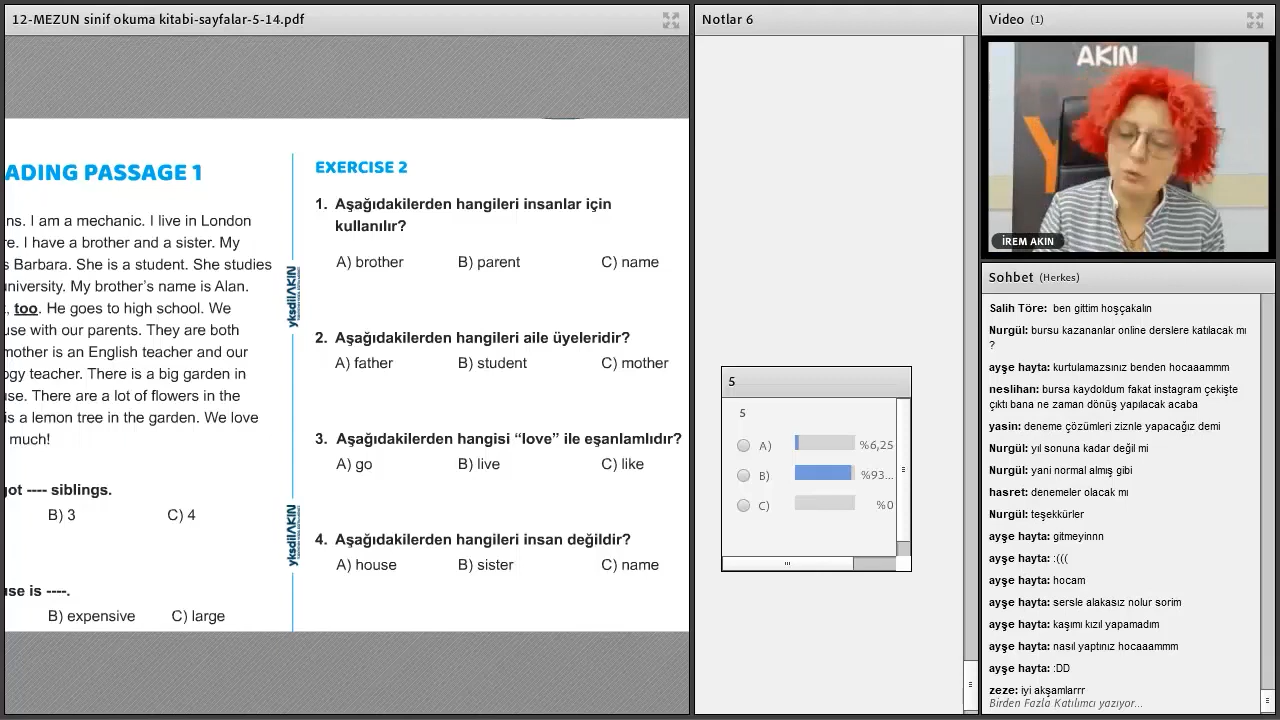 12-MEZUN sinif okuma kitabi-sayfalar-5-14.pdf
ADING PASSAGE 1
ns. I am a mechanic. I live in London
re. I have a brother and a sister. My
s Barbara. She is a student. She studies
university. My brother's name is Alan.
, too. He goes to high school. We
use with our parents. They are both
mother is an English teacher and our
ogy teacher. There is a big garden in
use. There are a lot of flowers in the
is a lemon tree in the garden. We love
much!
got ---- siblings.
B) 3 C) 4
use is ----.
B) expensive C) large
yksdilAKIN
yksdilAKIN
EXERCISE 2
1. Aşağıdakilerden hangileri insanlar için
kullanılır?
A) brother B) parent C) name
2. Aşağıdakilerden hangileri aile üyeleridir?
A) father B) student C) mother
3. Aşağıdakilerden hangisi “love” ile eşanlamlıdır?
A) go B) live C) like
4. Aşağıdakilerden hangileri insan değildir?
A) house B) sister C) name
Notlar 6
5
5
A) %6,25
B) %93...
C) %0
Video (1)
AKIN
Y
İREM AKIN
Sohbet (Herkes)
Salih Töre: ben gittim hoşçakalın
Nurgül: bursu kazananlar online derslere katılacak mı
?
ayşe hayta: kurtulamazsınız benden hocaaammm
neslihan: bursa kaydoldum fakat instagram çekişte
çıktı bana ne zaman dönüş yapılacak acaba
yasin: deneme çözümleri ziznle yapacağız demi
Nurgül: yıl sonuna kadar değil mi
Nurgül: yani normal almış gibi
hasret: denemeler olacak mı
Nurgül: teşekkürler
ayşe hayta: gitmeyinnn
ayşe hayta: :(((
ayşe hayta: hocam
ayşe hayta: sersle alakasız nolur sorim
ayşe hayta: kaşımı kızıl yapamadım
ayşe hayta: nasıl yaptınız hocaaammm
ayşe hayta: :DD
zeze: iyi akşamlarrr
Birden Fazla Katılımcı yazıyor...